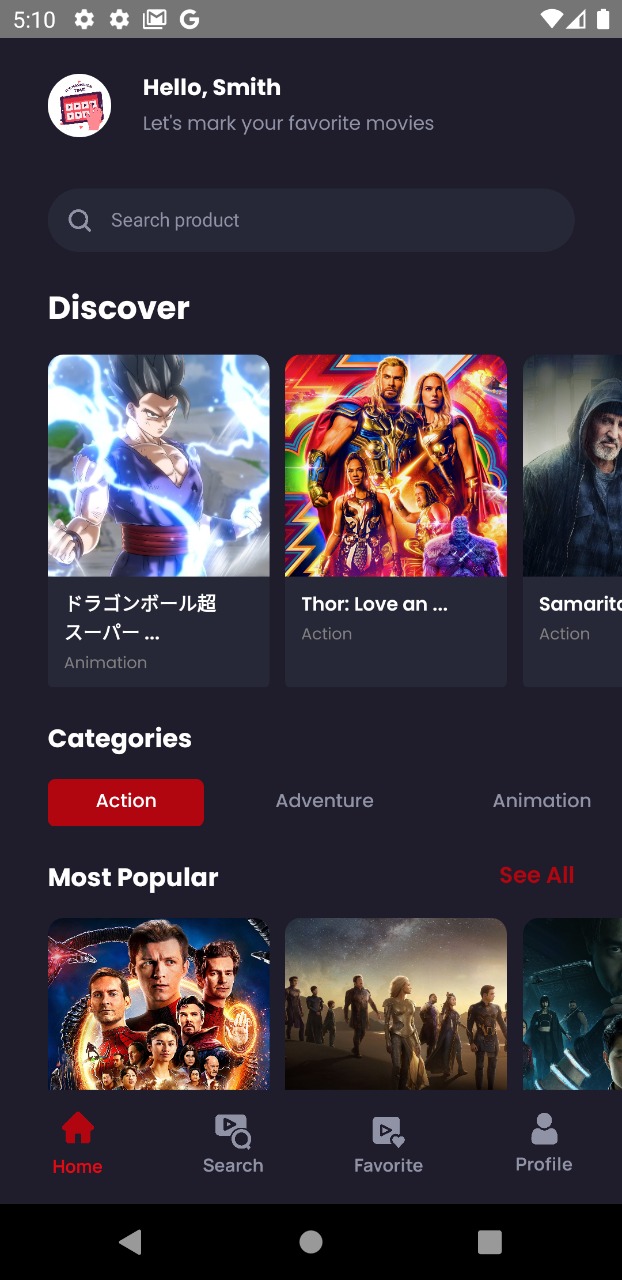 5:10
Hello, Smith
Let's mark your favorite movies
Search product
Discover
ドラゴンボール超
スーパー ...
Animation
Thor: Love an ...
Action
Samarita
Action
Categories
Action
Adventure
Animation
Most Popular
See All
Home
Search
Favorite
Profile